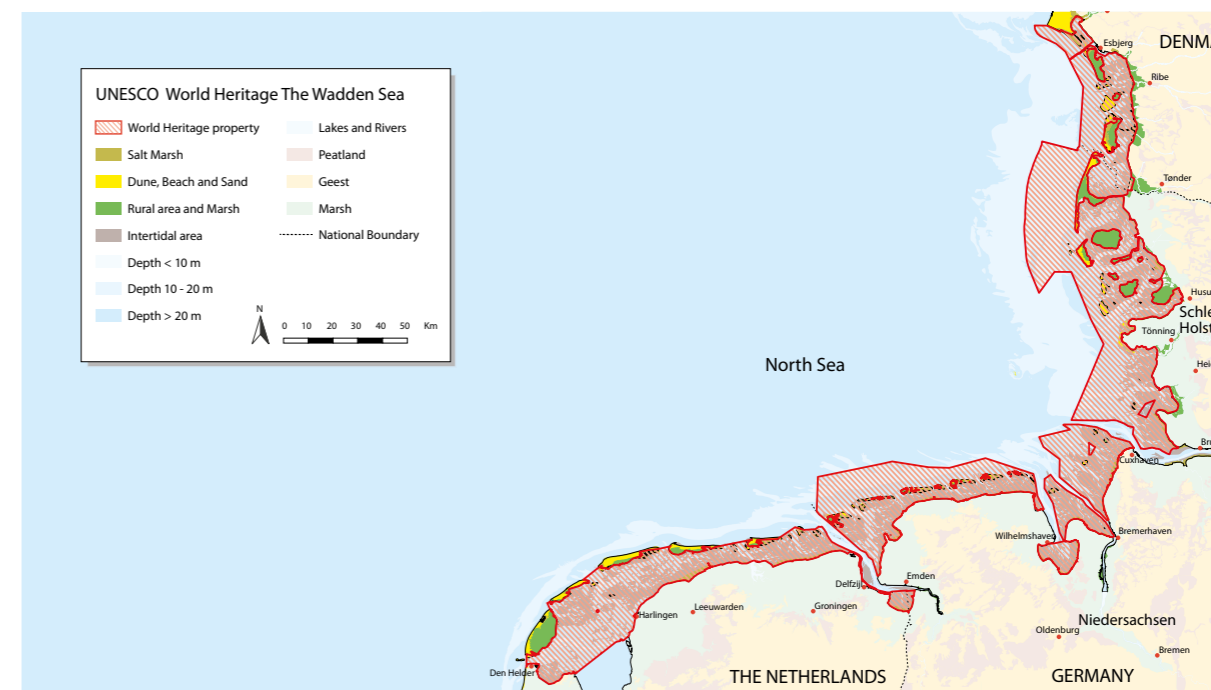 UNESCO World Heritage The Wadden Sea
World Heritage property
Salt Marsh
Dune, Beach and Sand
Rural area and Marsh
Intertidal area
Depth < 10 m
Depth 10 - 20 m
Depth > 20 m
Lakes and Rivers
Peatland
Geest
Marsh
National Boundary
N
0 10 20 30 40 50 Km
Esbjerg
DENMA
Ribe
Tønder
Husu
Schle
Holst
Tönning
Hei
North Sea
Bru
Cuxhaven
Bremerhaven
Wilhelmshaven
Emden
Delfzijl
Harlingen
Leeuwarden
Groningen
Niedersachsen
Oldenburg
Bremen
Den Helder
THE NETHERLANDS
GERMANY